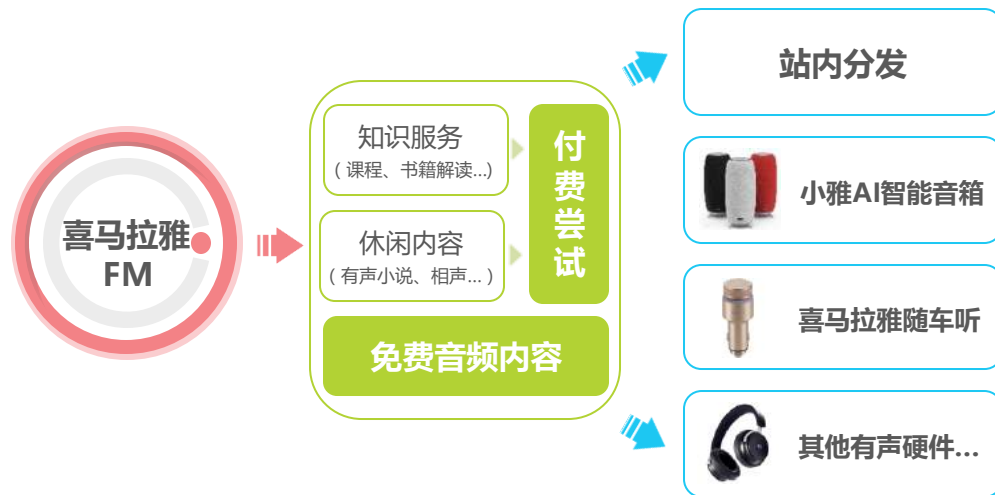 喜马拉雅
FM
知识服务
( 课程、书籍解读...)
休闲内容
( 有声小说、相声... )
付
费
尝
试
免费音频内容
站内分发
小雅AI智能音箱
喜马拉雅随车听
其他有声硬件...